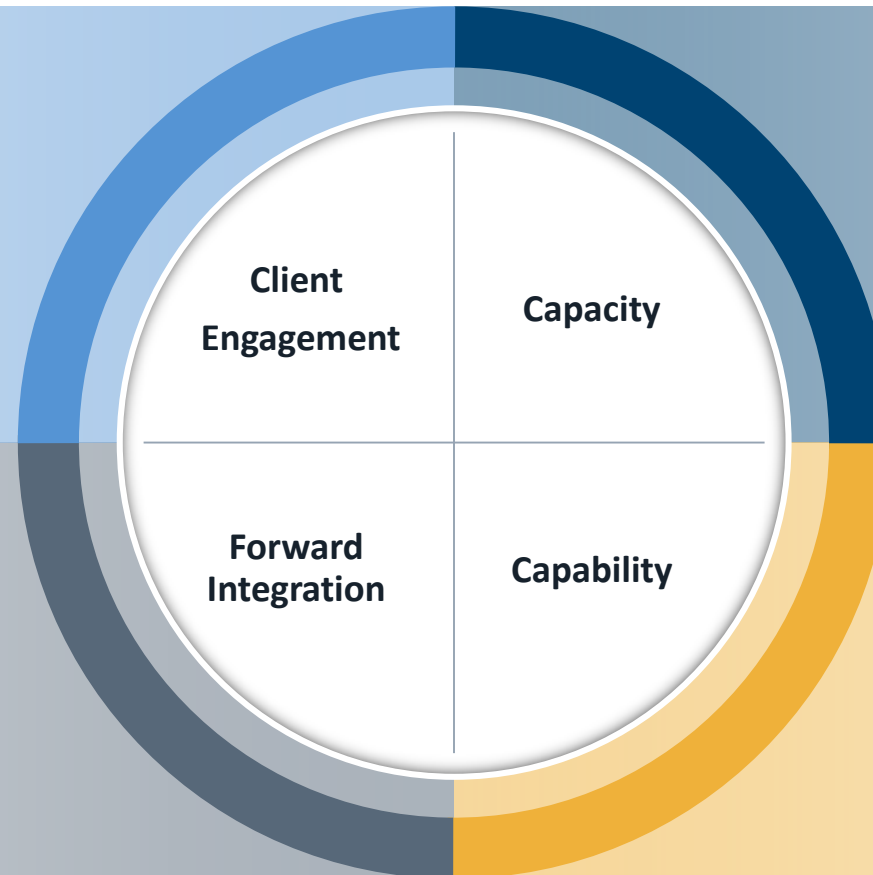 Client
Engagement
Capacity
Forward
Integration
Capability